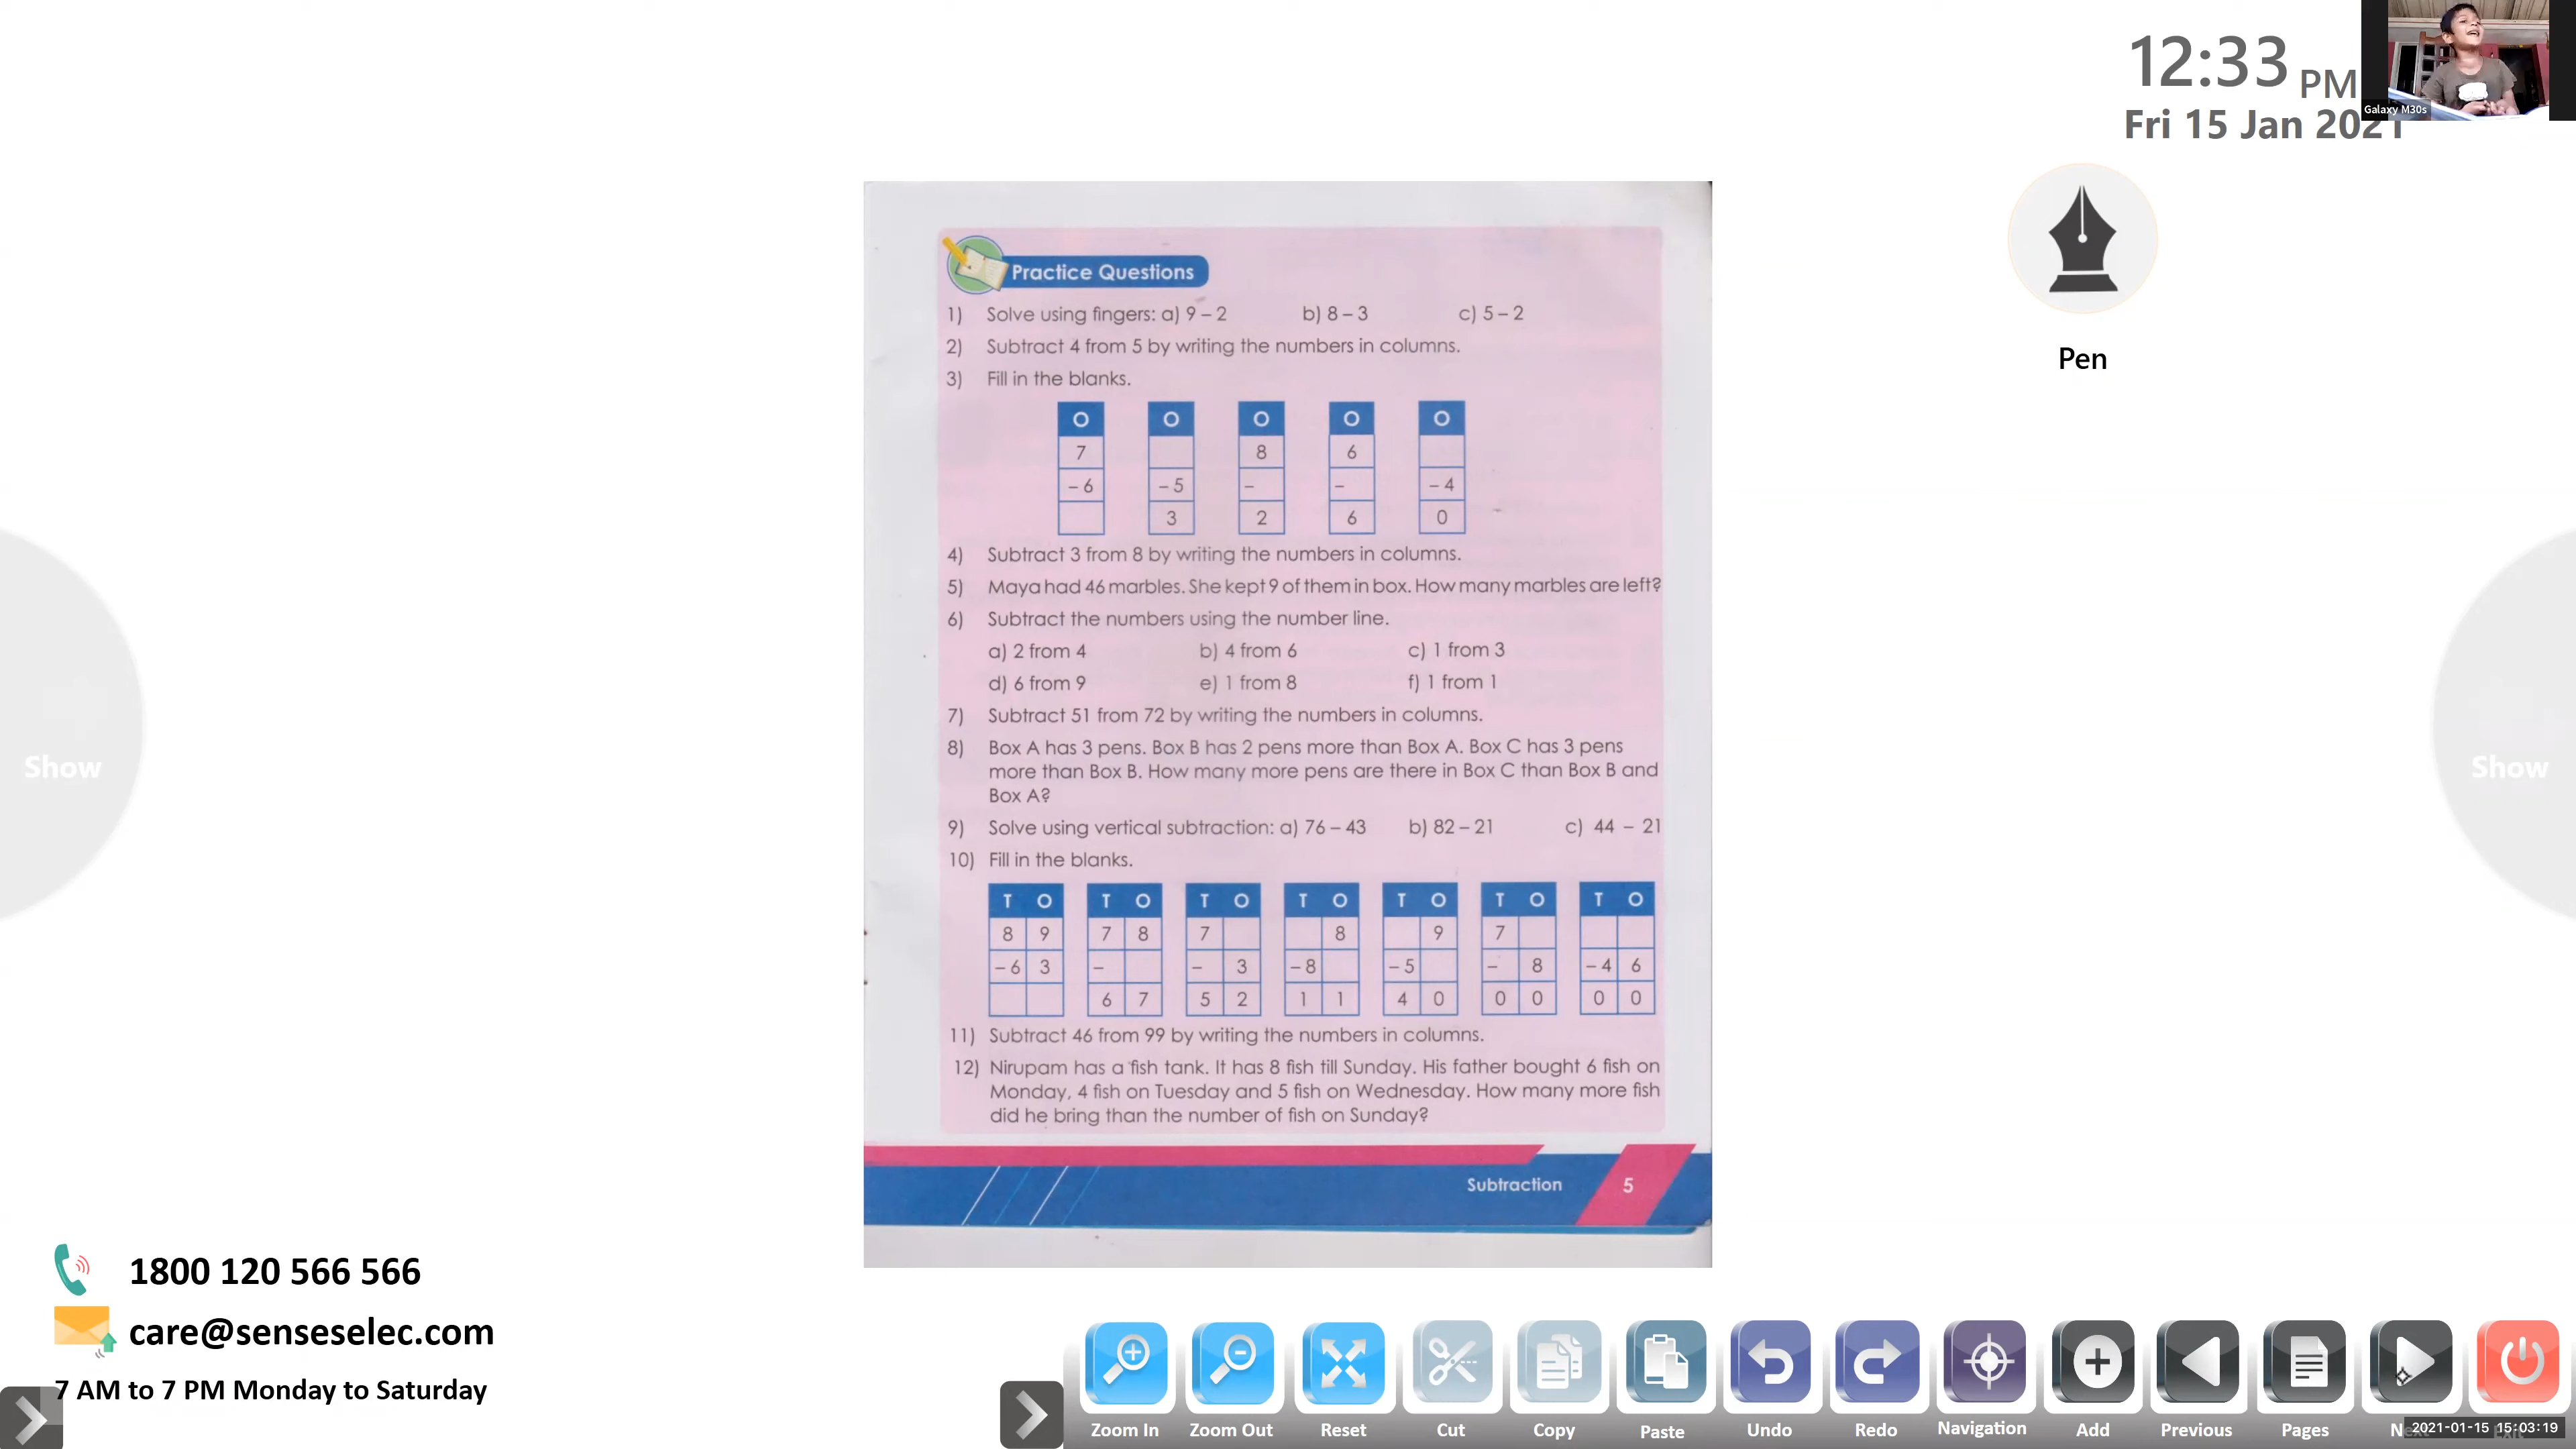 12:33 PM
Fri 15 Jan 2021
Galaxy M30s
Pen
Practice Questions
1) Solve using fingers: a) 9 – 2 b) 8 – 3 c) 5 – 2
2) Subtract 4 from 5 by writing the numbers in columns.
3) Fill in the blanks.
O O O O O
7 8 6
– 6 – 5 – – – 4
3 2 6 0
4) Subtract 3 from 8 by writing the numbers in columns.
5) Maya had 46 marbles. She kept 9 of them in box. How many marbles are left?
6) Subtract the numbers using the number line.
a) 2 from 4 b) 4 from 6 c) 1 from 3
d) 6 from 9 e) 1 from 8 f) 1 from 1
7) Subtract 51 from 72 by writing the numbers in columns.
8) Box A has 3 pens. Box B has 2 pens more than Box A. Box C has 3 pens
more than Box B. How many more pens are there in Box C than Box B and
Box A?
9) Solve using vertical subtraction: a) 76 – 43 b) 82 – 21 c) 44 – 21
10) Fill in the blanks.
T O T O T O T O T O T O T O
8 9 7 8 7 8 9 7
– 6 3 – – 3 – 8 – 5 – 8 – 4 6
6 7 5 2 1 1 4 0 0 0 0 0
11) Subtract 46 from 99 by writing the numbers in columns.
12) Nirupam has a fish tank. It has 8 fish till Sunday. His father bought 6 fish on
Monday, 4 fish on Tuesday and 5 fish on Wednesday. How many more fish
did he bring than the number of fish on Sunday?
Subtraction 5
Show
Show
1800 120 566 566
care@senseselec.com
7 AM to 7 PM Monday to Saturday
Zoom In Zoom Out Reset Cut Copy Paste Undo Redo Navigation Add Previous Pages
2021-01-15 15:03:19